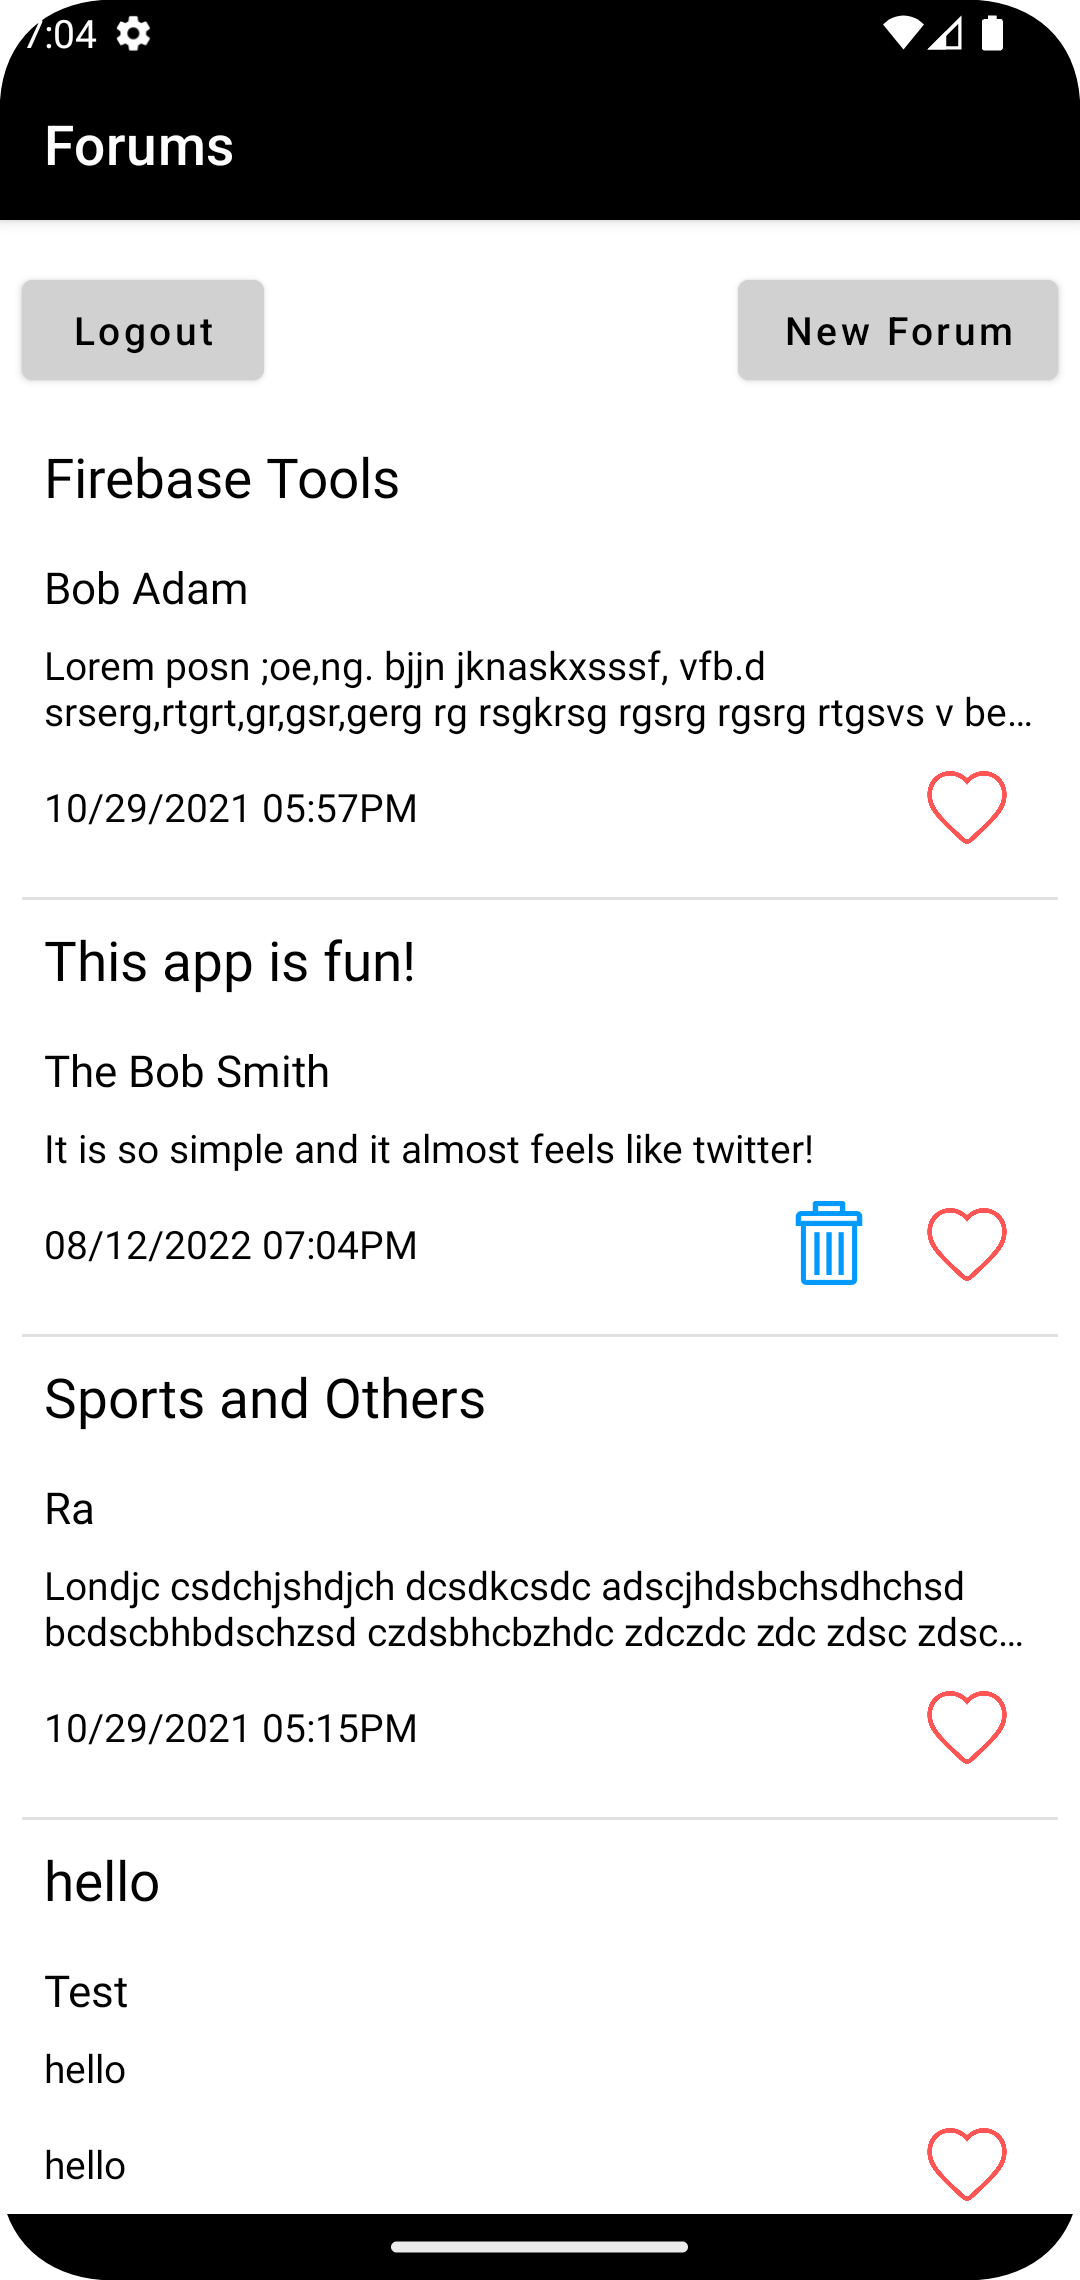 7:04
Forums
Logout
New Forum
Firebase Tools
Bob Adam
Lorem posn ;oe,ng. bjjn jknaskxsssf, vfb.d
srserg,rtgrt,gr,gsr,gerg rg rsgkrsg rgsrg rgsrg rtgsvs v be...
10/29/2021 05:57PM
This app is fun!
The Bob Smith
It is so simple and it almost feels like twitter!
08/12/2022 07:04PM
Sports and Others
Ra
Londjc csdchjshdjch dcsdkcsdc adscjhdsbchsdhchsd
bcdscbhbdschzsd czdsbhcbzhdc zdczdc zdc zdsc zdsc...
10/29/2021 05:15PM
hello
Test
hello
hello